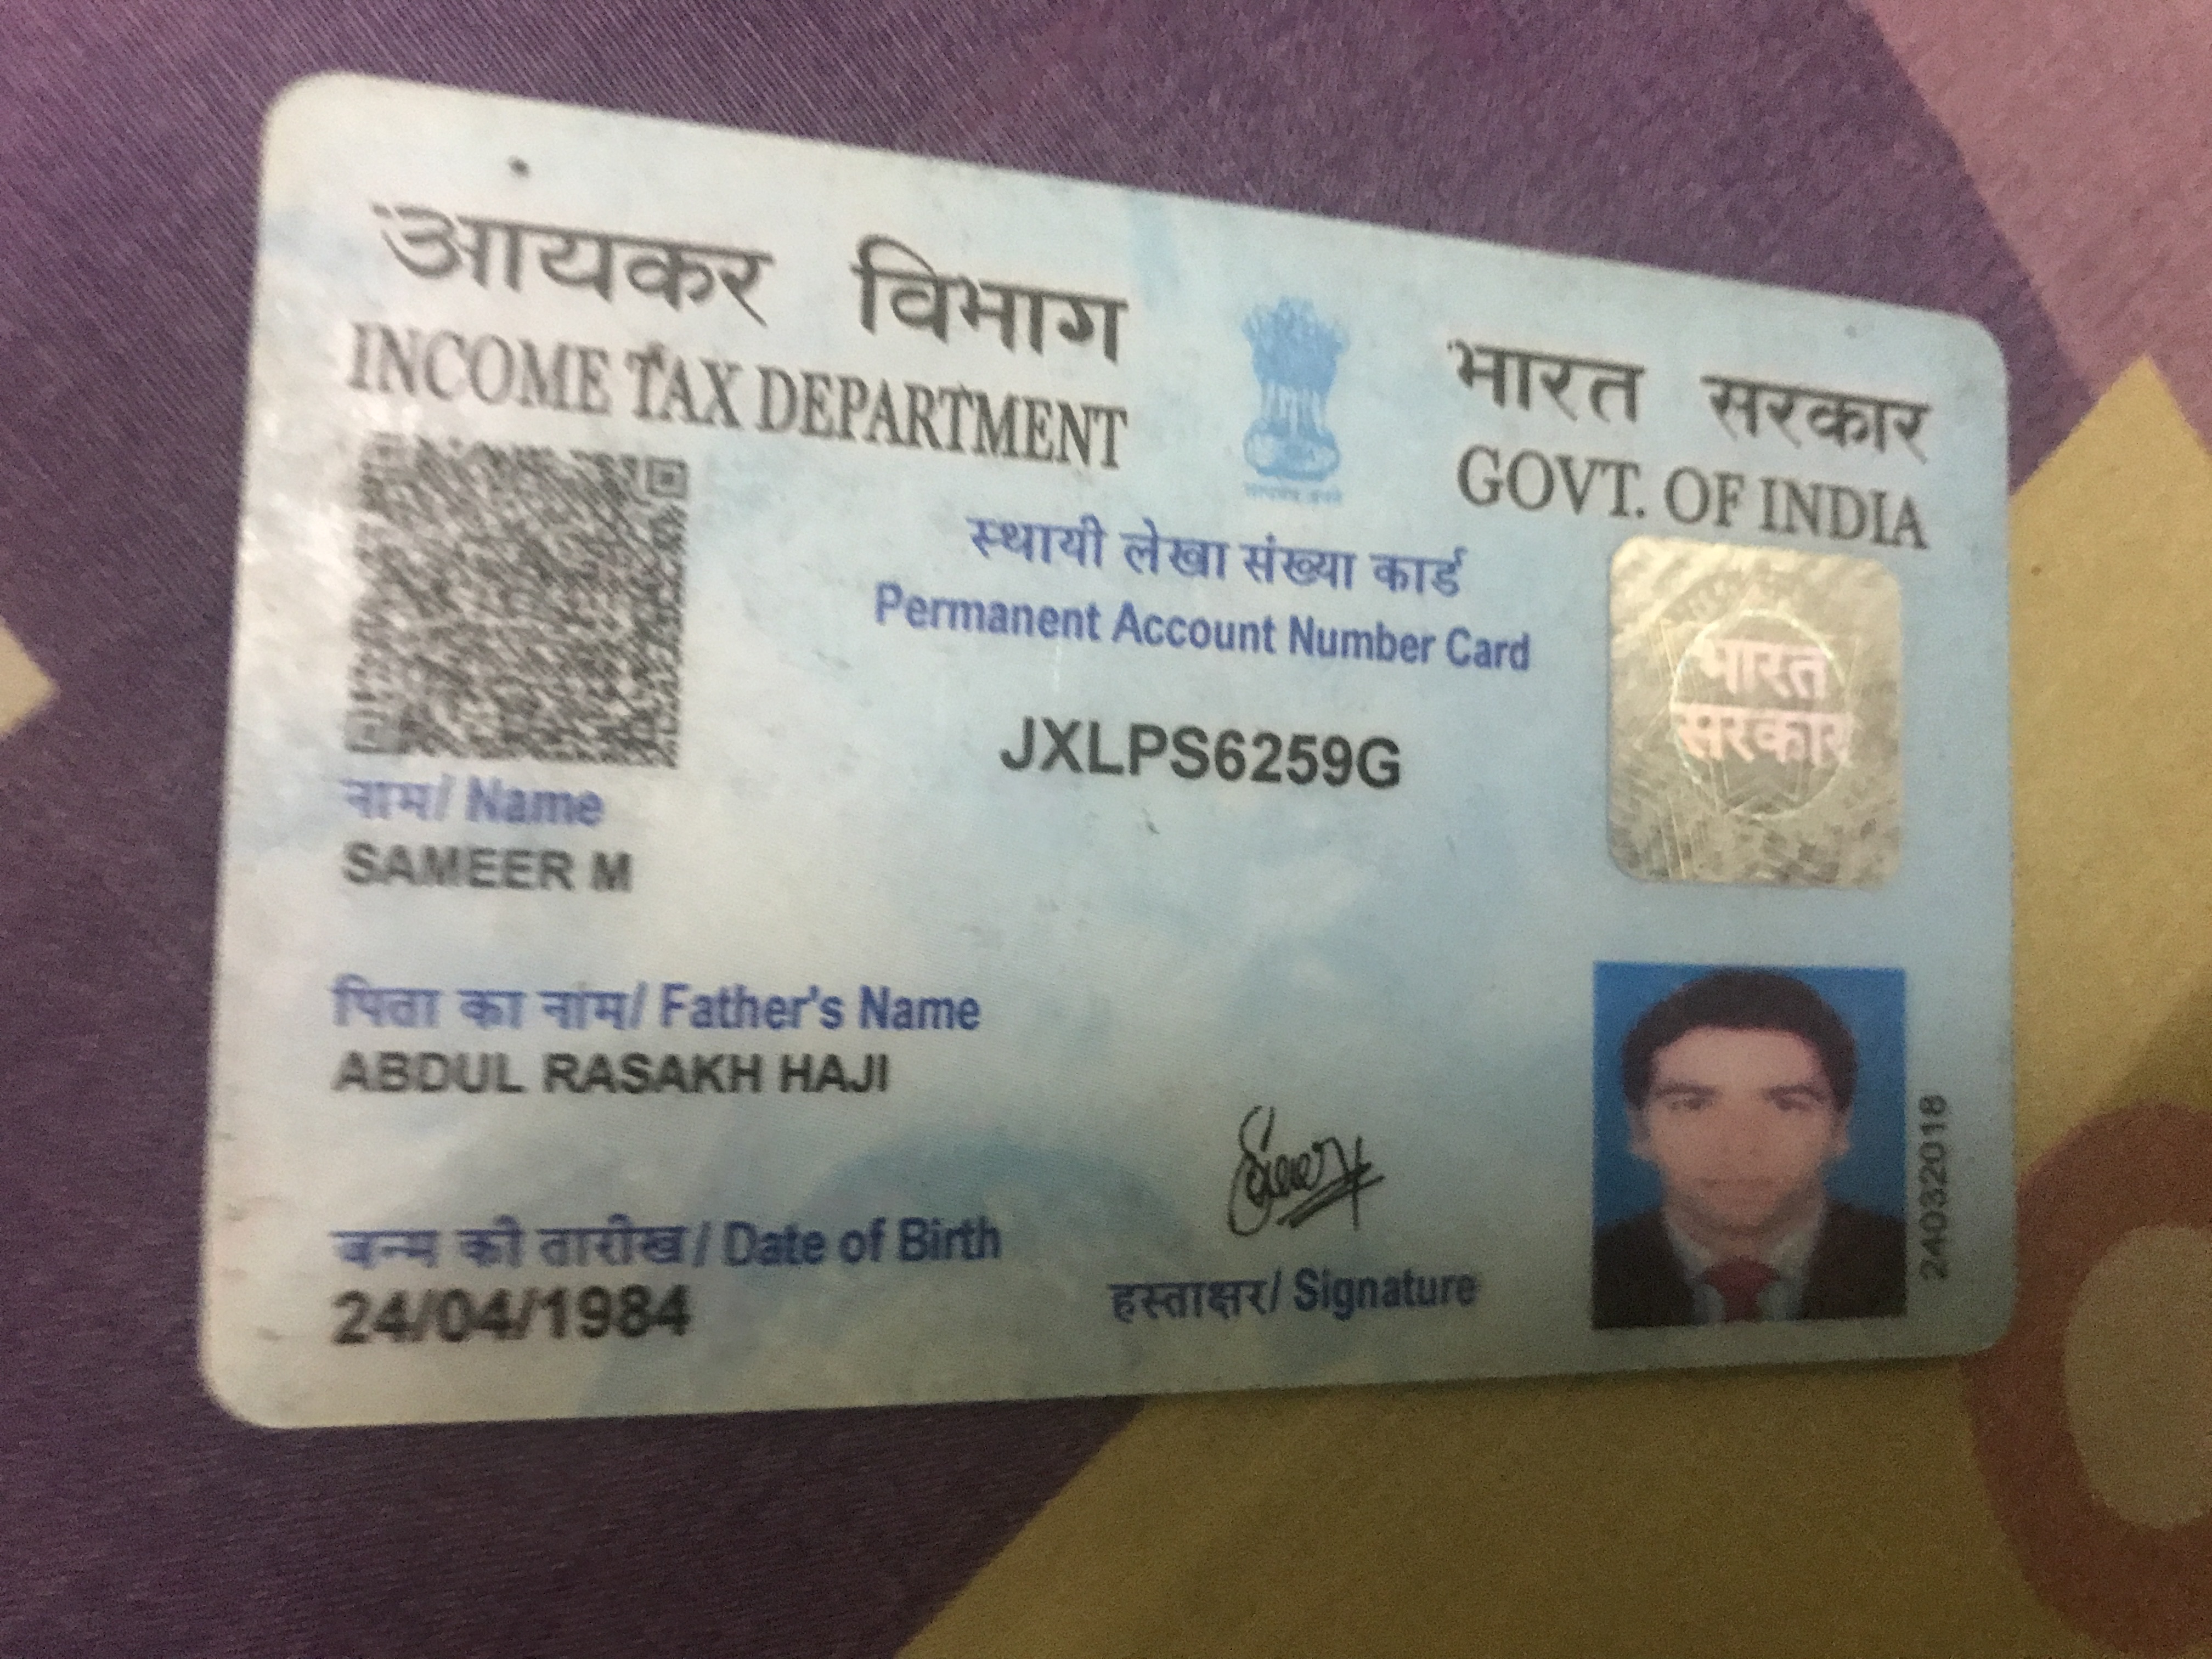 आयकर विभाग
INCOME TAX DEPARTMENT
भारत सरकार
GOVT. OF INDIA
स्थायी लेखा संख्या कार्ड
Permanent Account Number Card
JXLPS6259G
भारत
सरकार
नाम/ Name
SAMEER M
पिता का नाम/ Father's Name
ABDUL RASAKH HAJI
जन्म की तारीख/ Date of Birth
24/04/1984
हस्ताक्षर/ Signature
24032018